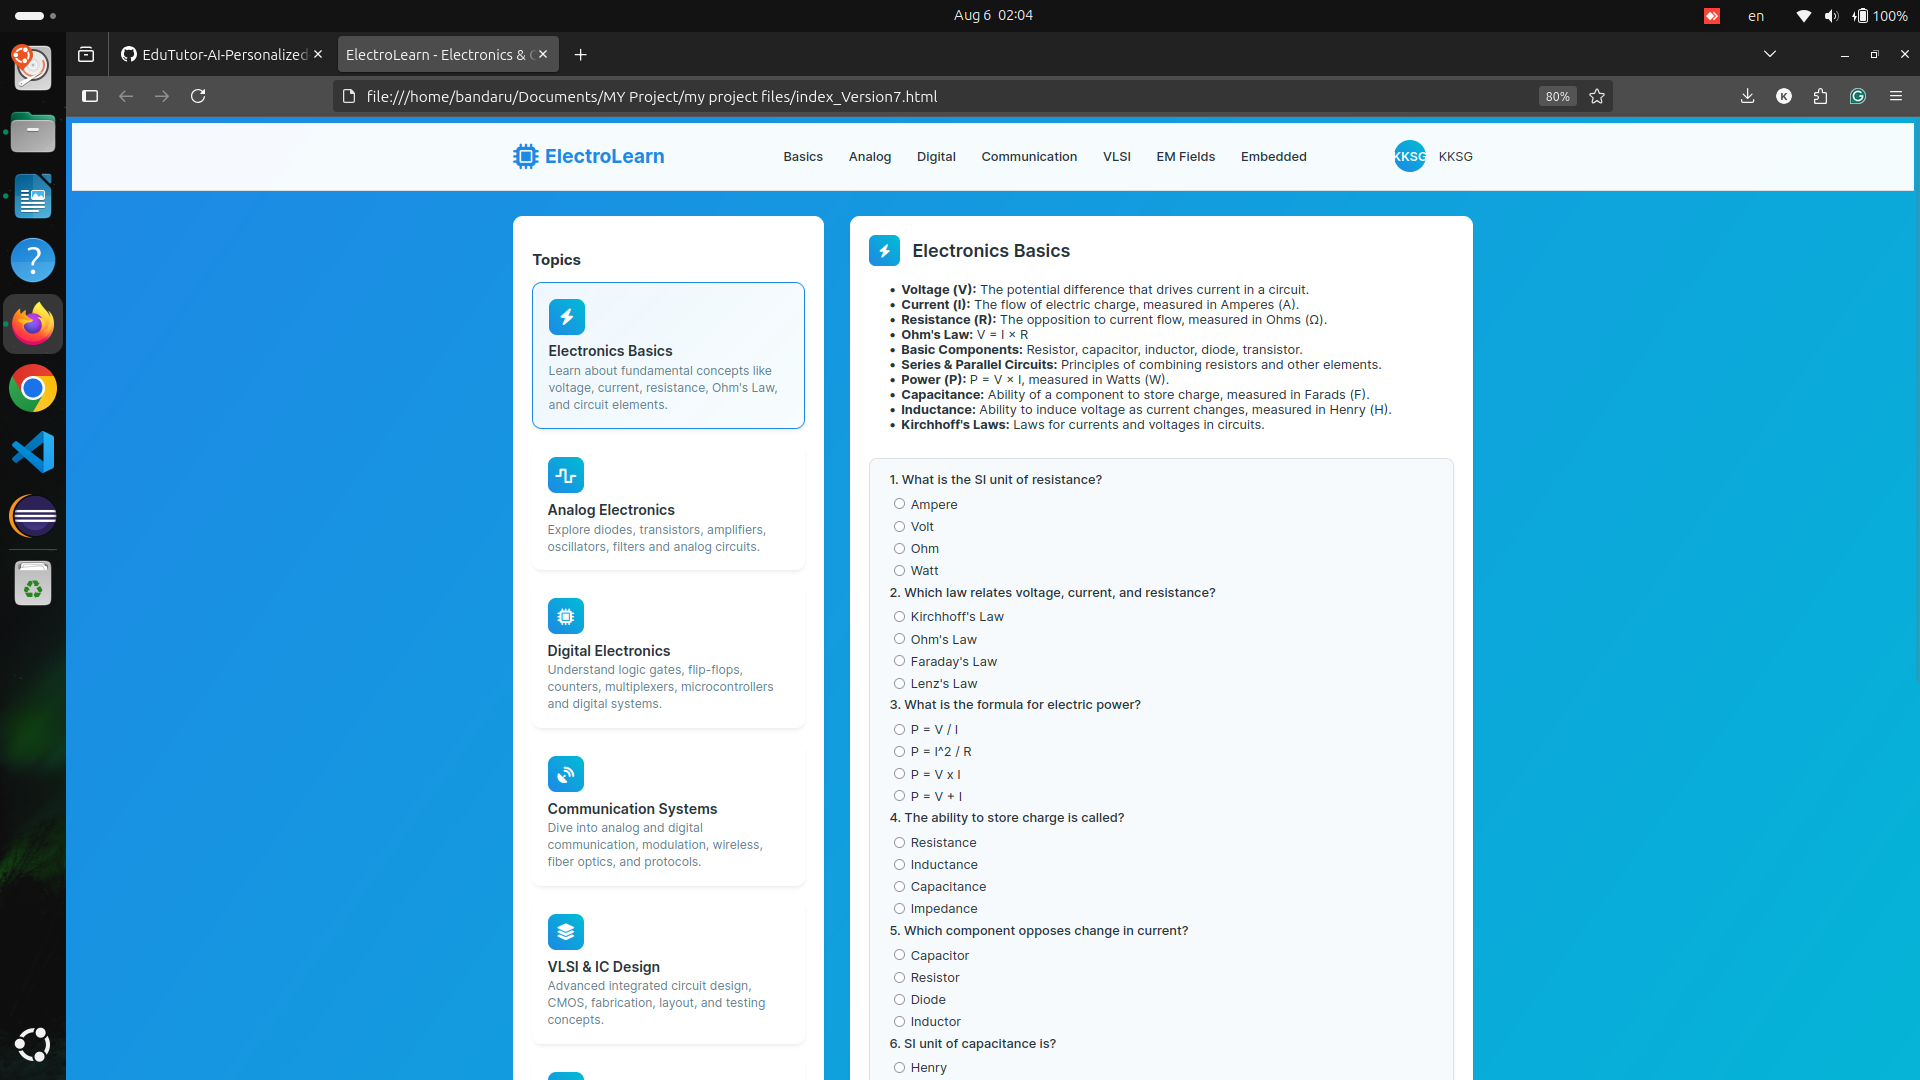 Aug 6 02:04
en
100%
EduTutor-AI-Personalized
ElectroLearn - Electronics &
file:///home/bandaru/Documents/MY Project/my project files/index_Version7.html
80%
K
ElectroLearn
Basics
Analog
Digital
Communication
VLSI
EM Fields
Embedded
KKSG
KKSG
Topics
Electronics Basics
Learn about fundamental concepts like
voltage, current, resistance, Ohm's Law,
and circuit elements.
Analog Electronics
Explore diodes, transistors, amplifiers,
oscillators, filters and analog circuits.
Digital Electronics
Understand logic gates, flip-flops,
counters, multiplexers, microcontrollers
and digital systems.
Communication Systems
Dive into analog and digital
communication, modulation, wireless,
fiber optics, and protocols.
VLSI & IC Design
Advanced integrated circuit design,
CMOS, fabrication, layout, and testing
concepts.
Electronics Basics
• Voltage (V): The potential difference that drives current in a circuit.
• Current (I): The flow of electric charge, measured in Amperes (A).
• Resistance (R): The opposition to current flow, measured in Ohms (Ω).
• Ohm's Law: V = I × R
• Basic Components: Resistor, capacitor, inductor, diode, transistor.
• Series & Parallel Circuits: Principles of combining resistors and other elements.
• Power (P): P = V × I, measured in Watts (W).
• Capacitance: Ability of a component to store charge, measured in Farads (F).
• Inductance: Ability to induce voltage as current changes, measured in Henry (H).
• Kirchhoff's Laws: Laws for currents and voltages in circuits.
1. What is the SI unit of resistance?
Ampere
Volt
Ohm
Watt
2. Which law relates voltage, current, and resistance?
Kirchhoff's Law
Ohm's Law
Faraday's Law
Lenz's Law
3. What is the formula for electric power?
P = V / I
P = I^2 / R
P = V x I
P = V + I
4. The ability to store charge is called?
Resistance
Inductance
Capacitance
Impedance
5. Which component opposes change in current?
Capacitor
Resistor
Diode
Inductor
6. SI unit of capacitance is?
Henry